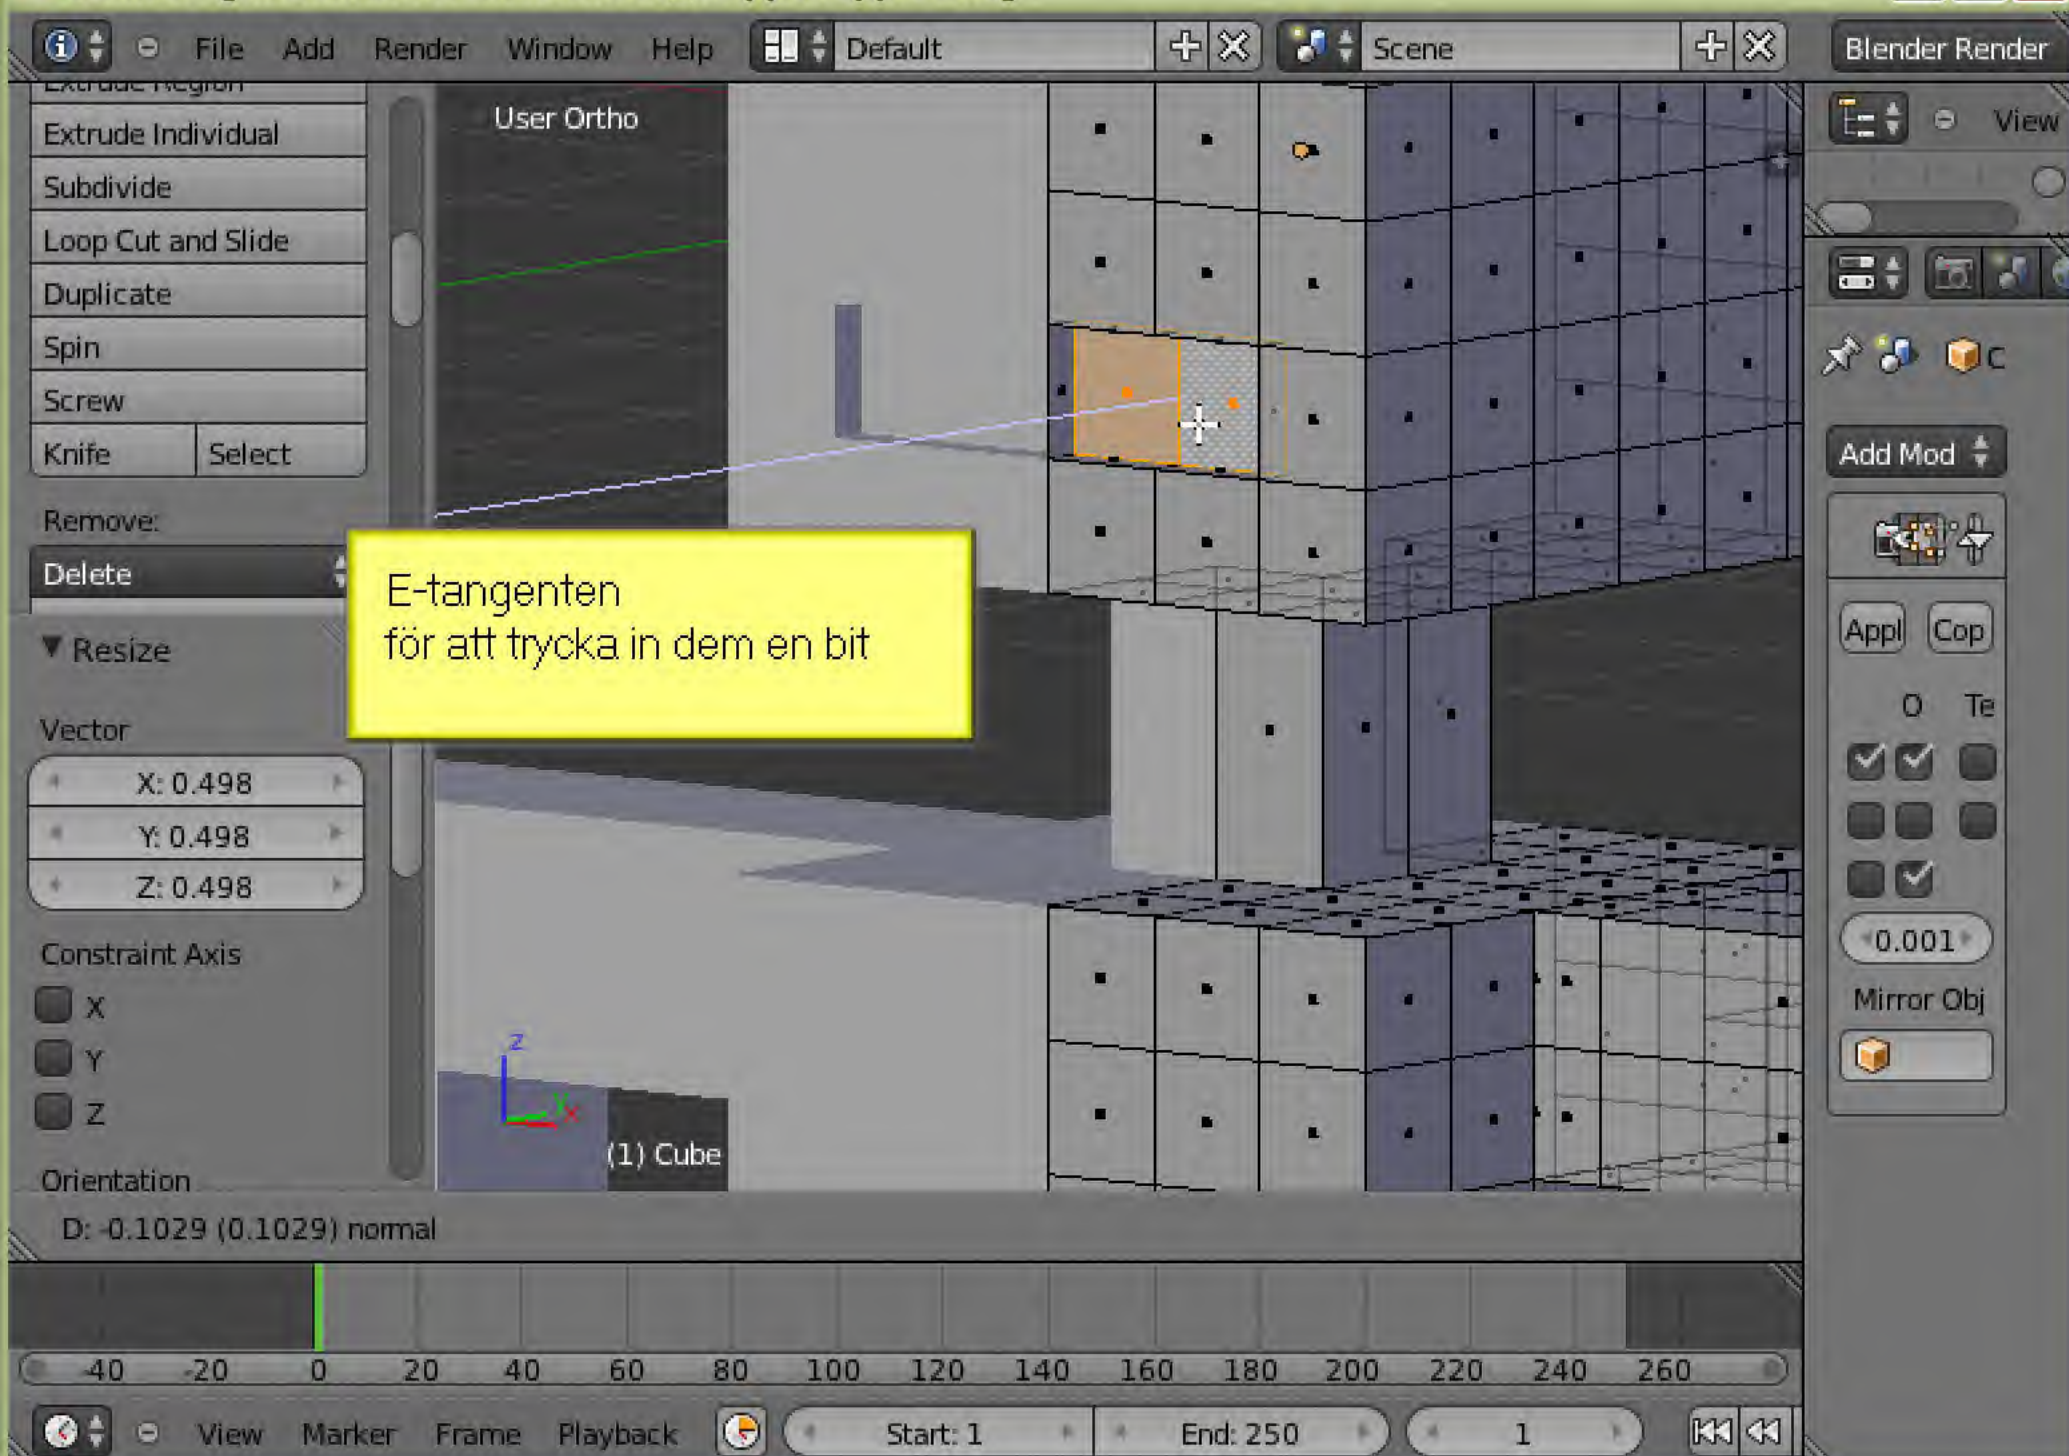 File Add Render Window Help Default Scene Blender Render
Extrude Region
Extrude Individual
Subdivide
Loop Cut and Slide
Duplicate
Spin
Screw
Knife Select
Remove:
Delete
Resize
Vector
X: 0.498
Y: 0.498
Z: 0.498
Constraint Axis
X
Y
Z
Orientation
User Ortho
E-tangenten
för att trycka in dem en bit
z
y x
(1) Cube
View
C
Add Mod
Appl Cop
O Te
0.001
Mirror Obj
D: -0.1029 (0.1029) normal
-40 -20 0 20 40 60 80 100 120 140 160 180 200 220 240 260
View Marker Frame Playback Start: 1 End: 250 1